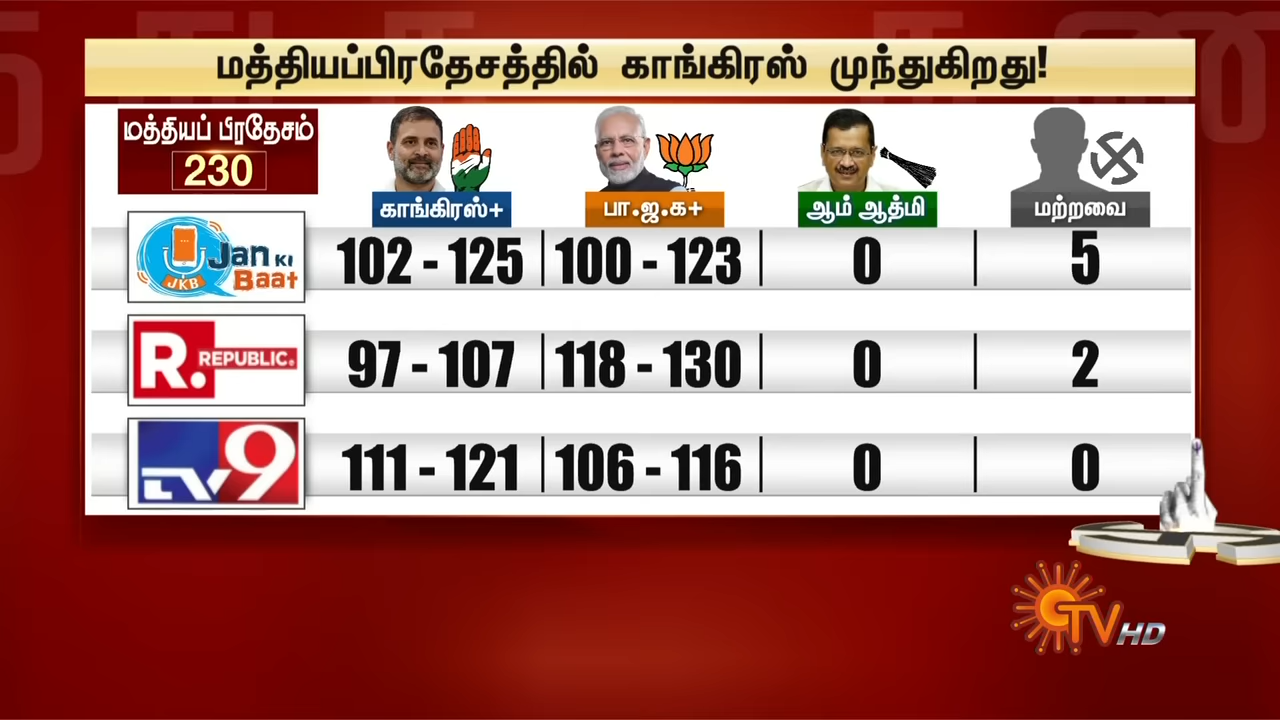 மத்தியப்பிரதேசத்தில் காங்கிரஸ் முந்துகிறது!
மத்தியப் பிரதேசம்
230
காங்கிரஸ்+
பா.ஜ.க+
ஆம் ஆத்மி
மற்றவை
Jan KI Baat
JKB
102 - 125 100 - 123 0 5
R. REPUBLIC.
97 - 107 118 - 130 0 2
TV9
111 - 121 106 - 116 0 0
TV HD